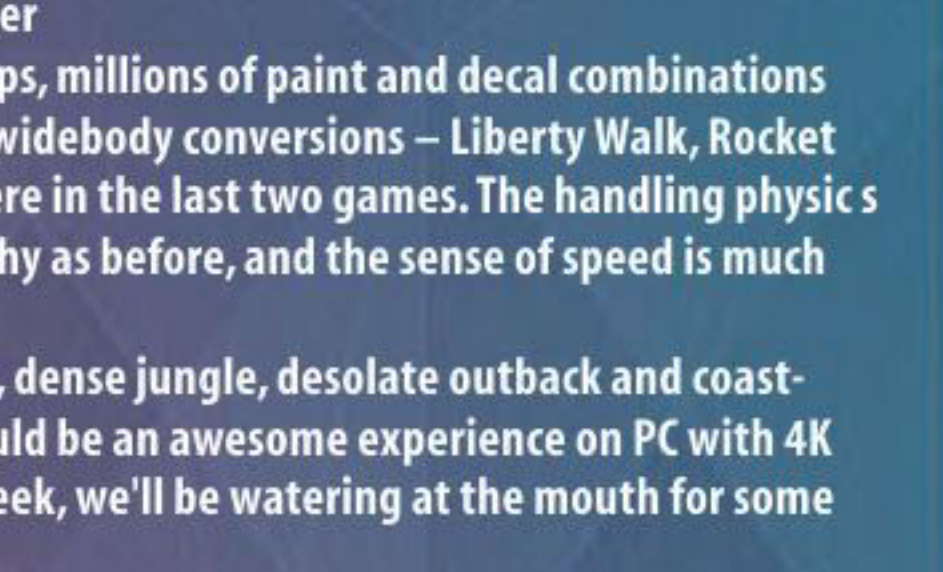 er
ps, millions of paint and decal combinations
widebody conversions – Liberty Walk, Rocket
ere in the last two games. The handling physic s
hy as before, and the sense of speed is much
, dense jungle, desolate outback and coast-
uld be an awesome experience on PC with 4K
eek, we'll be watering at the mouth for some